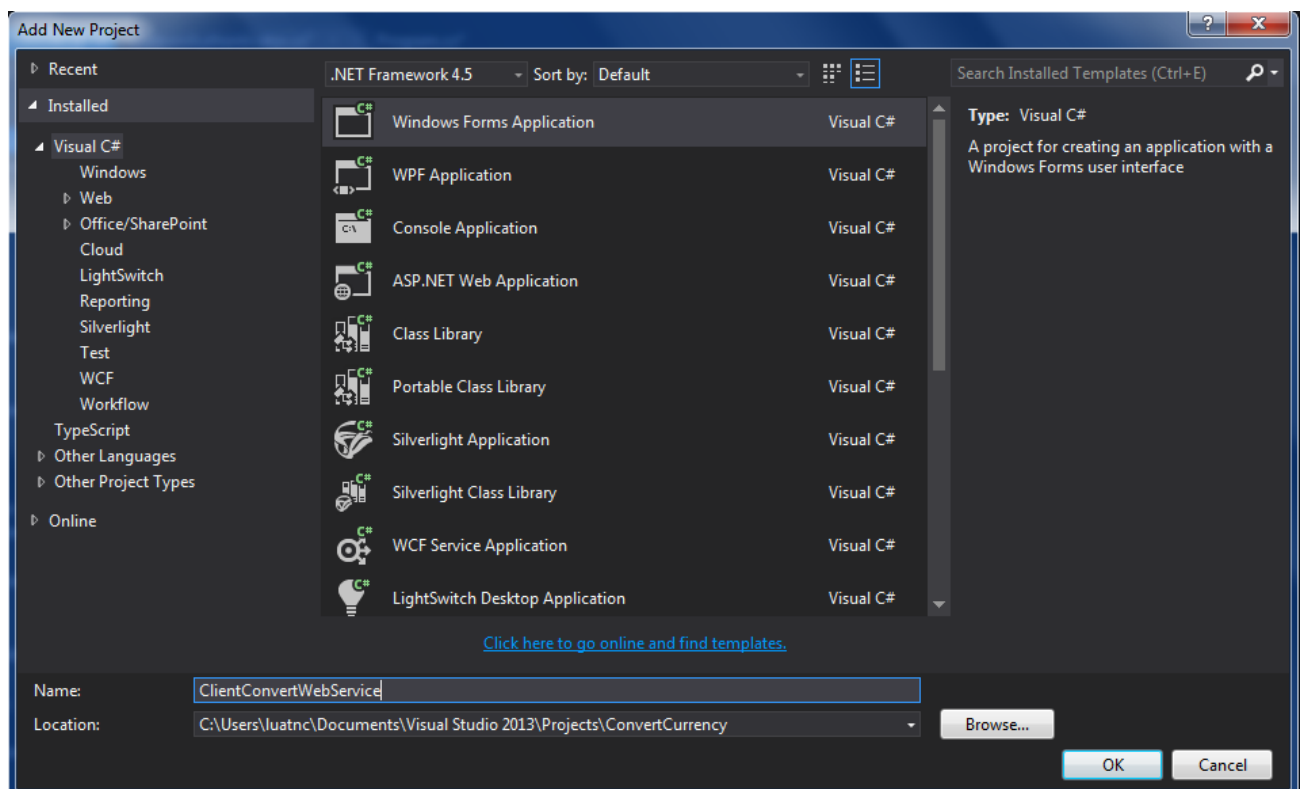 Add New Project
?
X
Recent
Installed
Visual C#
Windows
Web
Office/SharePoint
Cloud
LightSwitch
Reporting
Silverlight
Test
WCF
Workflow
TypeScript
Other Languages
Other Project Types
Online
.NET Framework 4.5
Sort by: Default
Search Installed Templates (Ctrl+E)
C# Windows Forms Application Visual C#
C# WPF Application Visual C#
C# C:\ Console Application Visual C#
C# ASP.NET Web Application Visual C#
C# Class Library Visual C#
C# Portable Class Library Visual C#
C# Silverlight Application Visual C#
C# Silverlight Class Library Visual C#
C# WCF Service Application Visual C#
C# LightSwitch Desktop Application Visual C#
Click here to go online and find templates.
Type: Visual C#
A project for creating an application with a
Windows Forms user interface
Name: ClientConvertWebService
Location: C:\Users\luatnc\Documents\Visual Studio 2013\Projects\ConvertCurrency
Browse...
OK Cancel